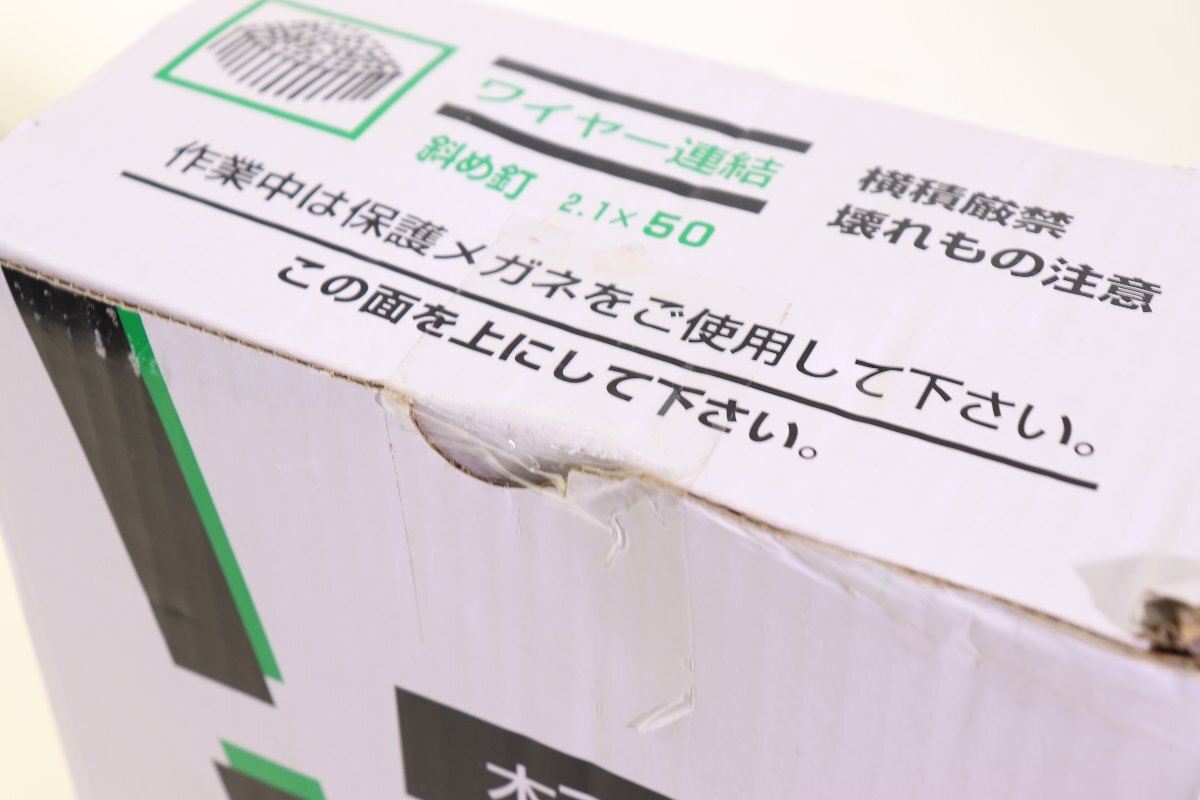 ワイヤー連結
斜め釘 2.1× 50
横積厳禁
壊れもの注意
作業中は保護メガネをご使用して下さい。
この面を上にして下さい。
木